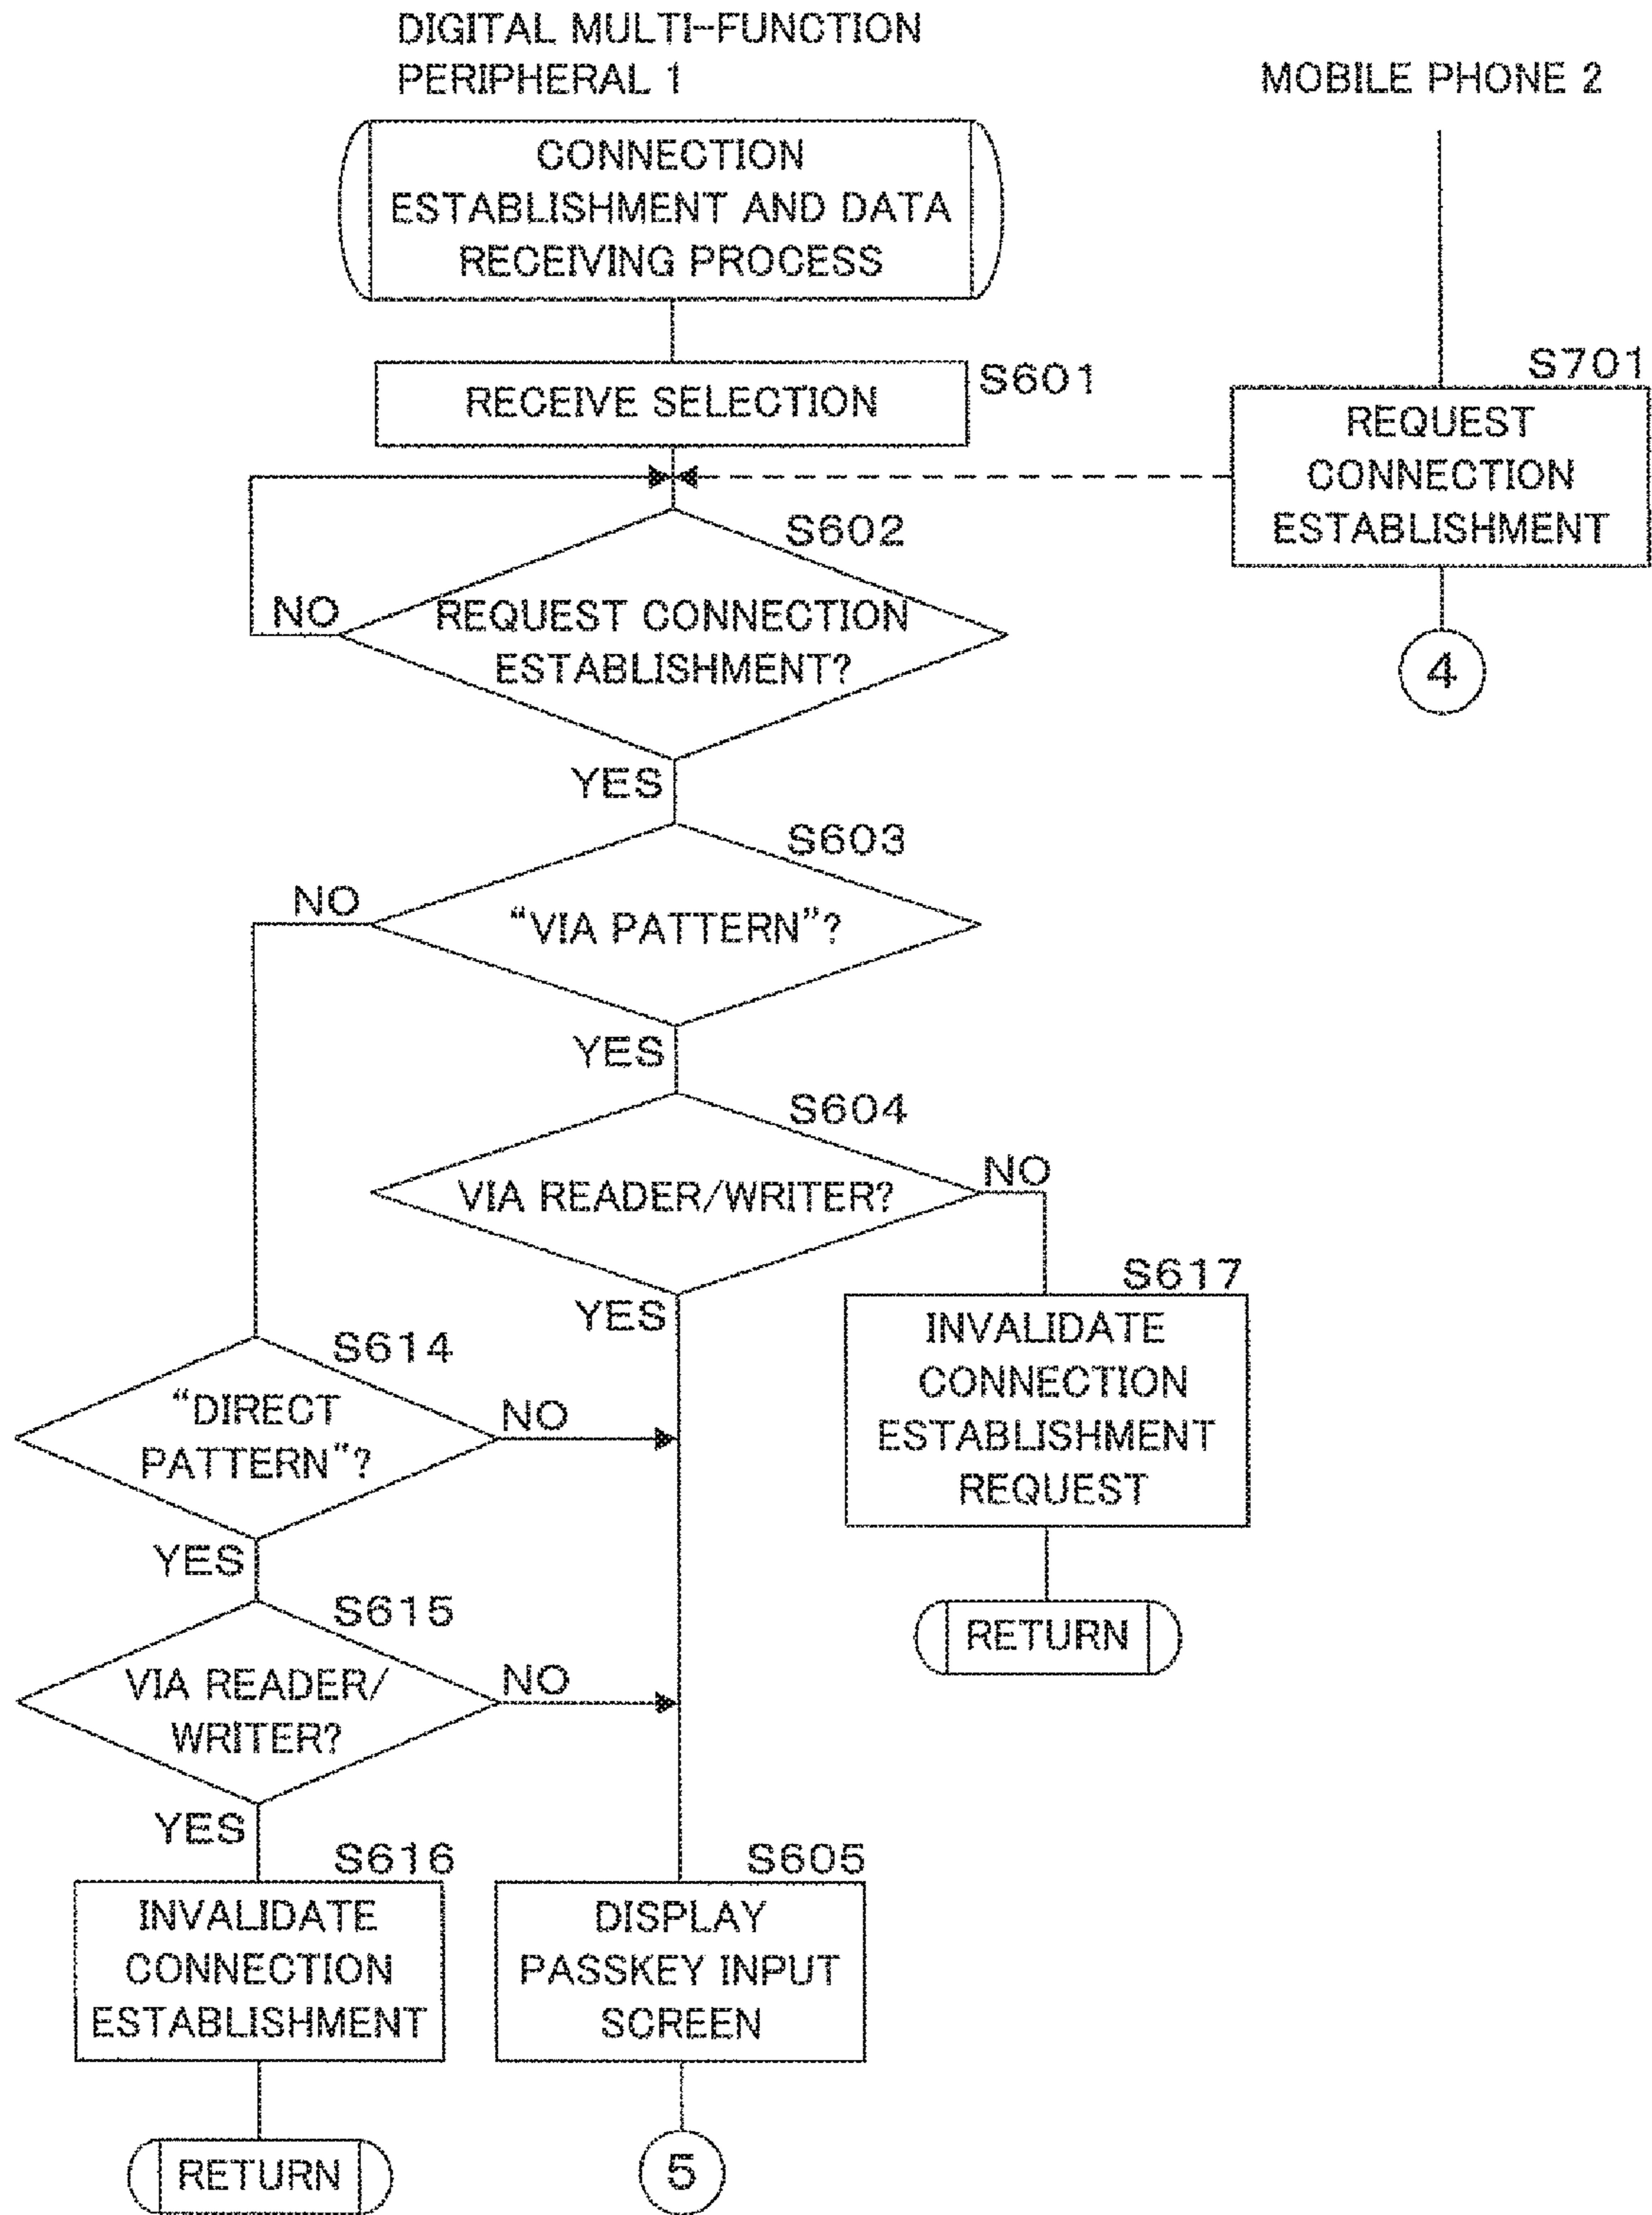 DIGITAL MULTI-FUNCTION
PERIPHERAL 1
MOBILE PHONE 2
CONNECTION
ESTABLISHMENT AND DATA
RECEIVING PROCESS
S601
RECEIVE SELECTION
S701
REQUEST
CONNECTION
ESTABLISHMENT
4
S602
REQUEST CONNECTION
ESTABLISHMENT?
NO
YES
S603
“VIA PATTERN”?
NO
YES
S604
VIA READER/WRITER?
NO
YES
S617
INVALIDATE
CONNECTION
ESTABLISHMENT
REQUEST
RETURN
S614
“DIRECT
PATTERN”?
NO
YES
S615
VIA READER/
WRITER?
NO
YES
S616
INVALIDATE
CONNECTION
ESTABLISHMENT
RETURN
S605
DISPLAY
PASSKEY INPUT
SCREEN
5